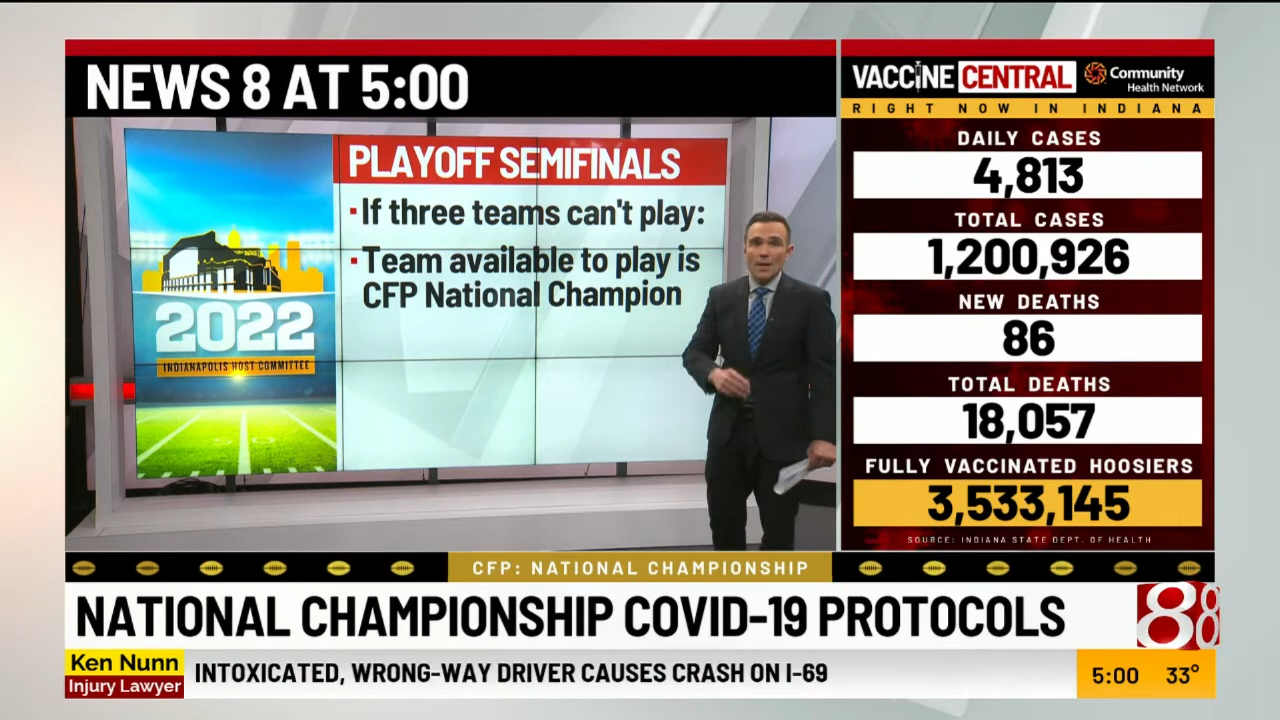 NEWS 8 AT 5:00
PLAYOFF SEMIFINALS
If three teams can't play:
Team available to play is
CFP National Champion
2022
INDIANAPOLIS HOST COMMITTEE
50
VACCINE CENTRAL
Community
Health Network
RIGHT NOW IN INDIANA
DAILY CASES
4,813
TOTAL CASES
1,200,926
NEW DEATHS
86
TOTAL DEATHS
18,057
FULLY VACCINATED HOOSIERS
3,533,145
SOURCE: INDIANA STATE DEPT. OF HEALTH
CFP: NATIONAL CHAMPIONSHIP
NATIONAL CHAMPIONSHIP COVID-19 PROTOCOLS
8
Ken Nunn
Injury Lawyer
INTOXICATED, WRONG-WAY DRIVER CAUSES CRASH ON I-69
5:00 33°